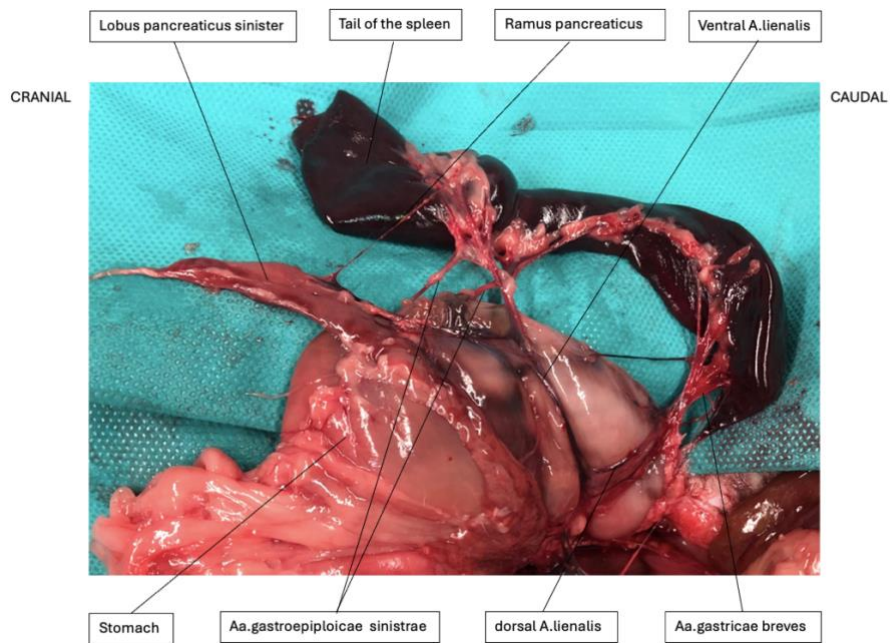 Lobus pancreaticus sinister
Tail of the spleen
Ramus pancreaticus
Ventral A.lienalis
CRANIAL
CAUDAL
Stomach
Aa.gastroepiploicae sinistrae
dorsal A.lienalis
Aa.gastricae breves